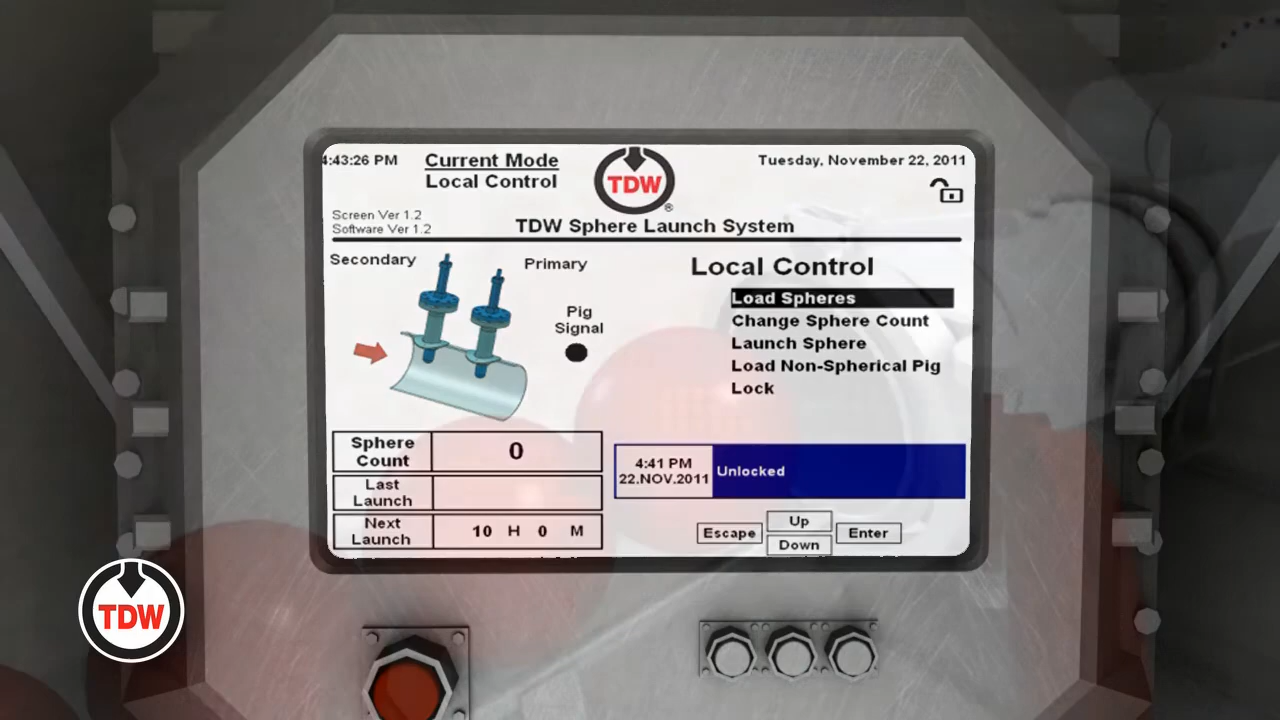 4:43:26 PM
Current Mode
Local Control
TDW
®
Tuesday, November 22, 2011
Screen Ver 1.2
Software Ver 1.2
TDW Sphere Launch System
Secondary
Primary
Pig
Signal
Local Control
Load Spheres
Change Sphere Count
Launch Sphere
Load Non-Spherical Pig
Lock
Sphere
Count
0
Last
Launch
Next
Launch
10 H 0 M
4:41 PM
22.NOV.2011
Unlocked
Escape
Up
Down
Enter
TDW